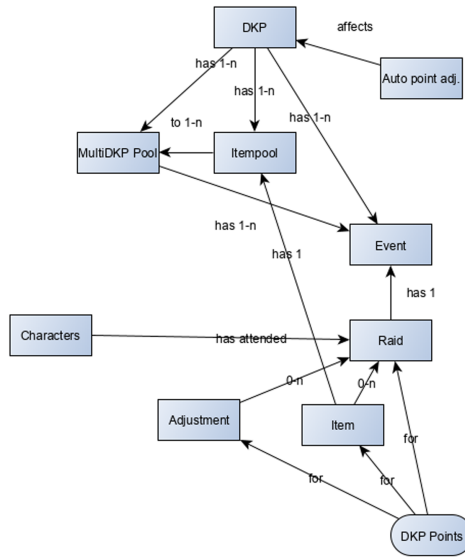 DKP
affects
has 1-n
Auto point adj.
has 1-n
has 1-n
to 1-n
MultiDKP Pool
Itempool
has 1-n
Event
has 1
has 1
Characters
has attended
Raid
0-n
0-n
Adjustment
Item
for
for
for
DKP Points